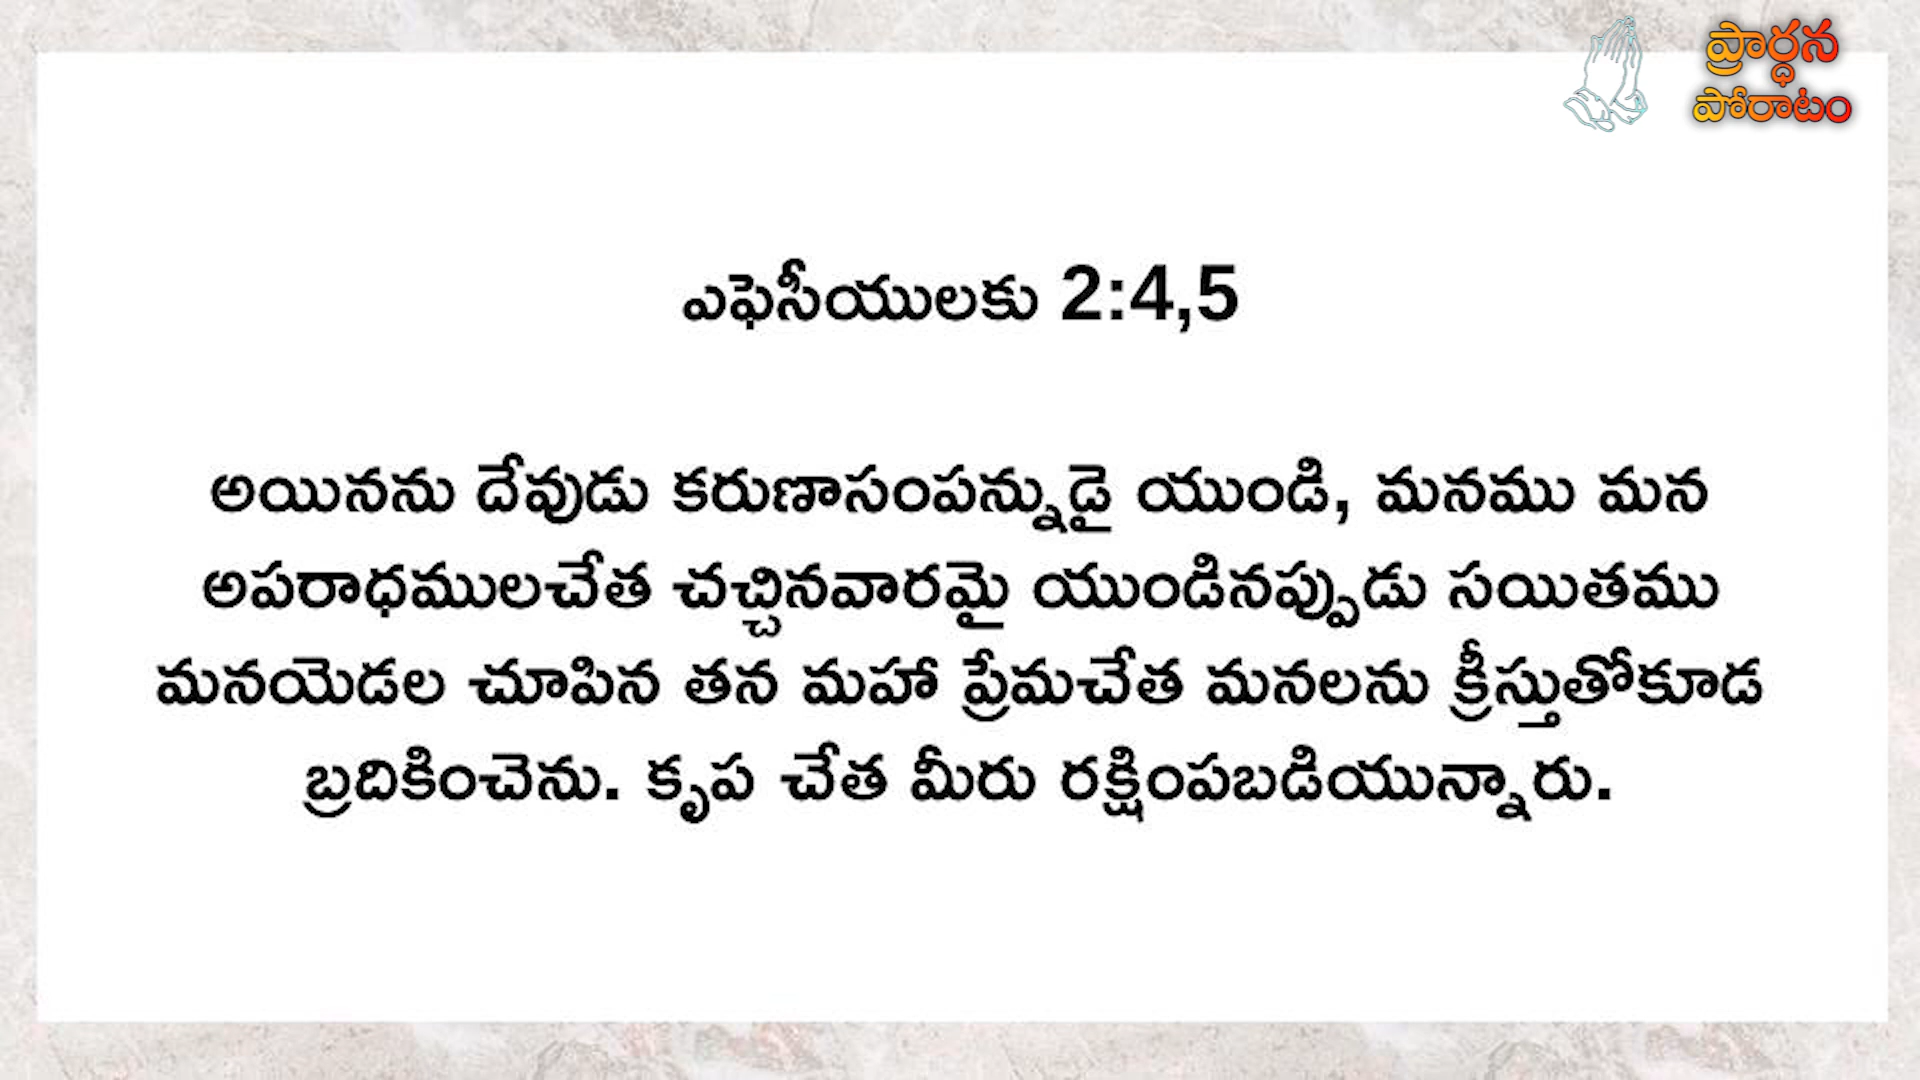 ప్రార్ధన
పోరాటం
ఎఫెసీయులకు 2:4,5
అయినను దేవుడు కరుణాసంపన్నుడై యుండి, మనము మన
అపరాధములచేత చచ్చినవారమై యుండినప్పుడు సయితము
మనయెడల చూపిన తన మహా ప్రేమచేత మనలను క్రీస్తుతోకూడ
బ్రదికించెను. కృప చేత మీరు రక్షింపబడియున్నారు.